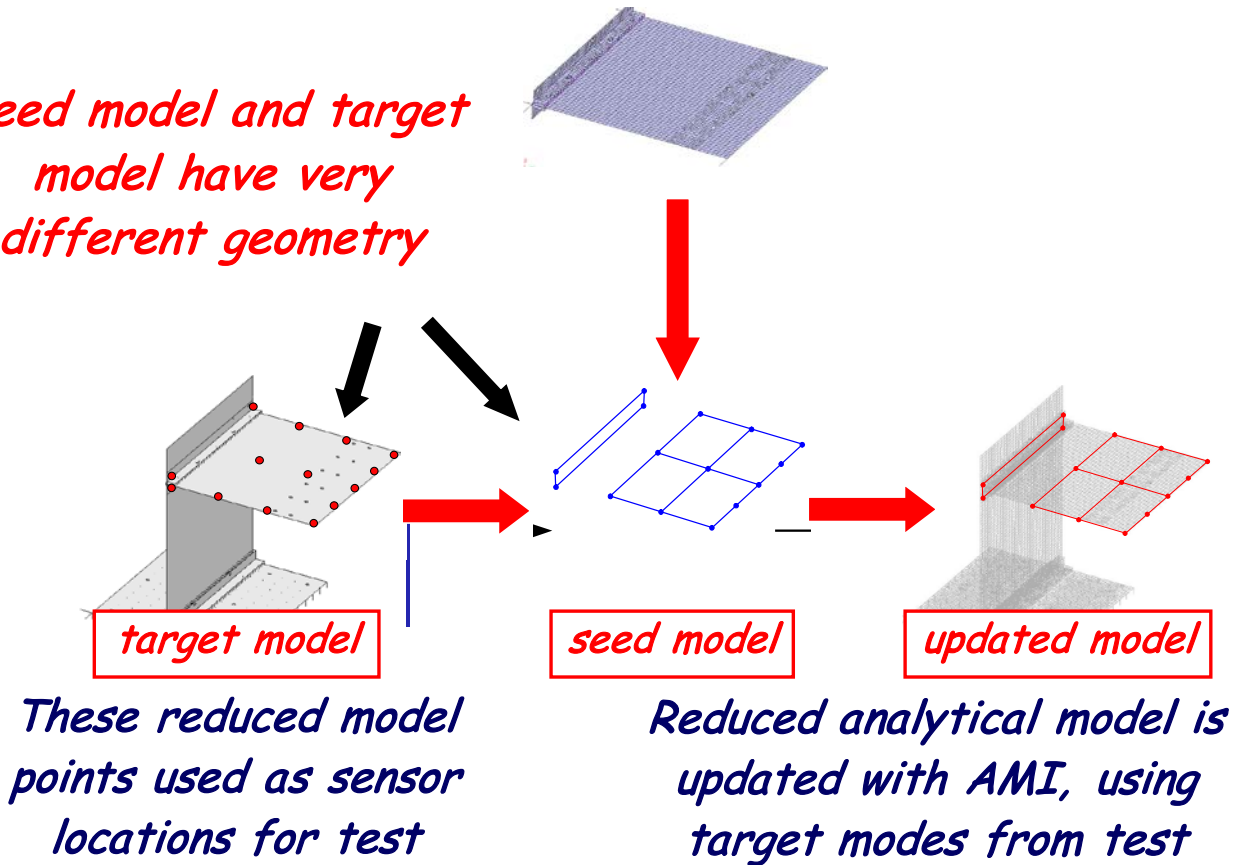 eed model and target
model have very
different geometry
target model
seed model
updated model
These reduced model
points used as sensor
locations for test
Reduced analytical model is
updated with AMI, using
target modes from test